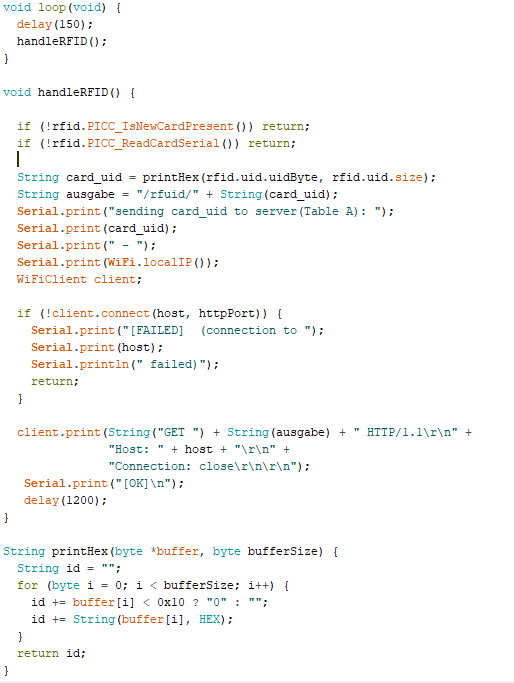 void loop(void) {
delay(150);
handleRFID();
}
void handleRFID() {
if (!rfid.PICC_IsNewCardPresent()) return;
if (!rfid.PICC_ReadCardSerial()) return;
String card_uid = printHex(rfid.uid.uidByte, rfid.uid.size);
String ausgabe = "/rfuid/" + String(card_uid);
Serial.print("sending card_uid to server(Table A): ");
Serial.print(card_uid);
Serial.print(" - ");
Serial.print(WiFi.localIP());
WiFiClient client;
if (!client.connect(host, httpPort)) {
Serial.print("[FAILED]  (connection to ");
Serial.print(host);
Serial.println(" failed)");
return;
}
client.print(String("GET ") + String(ausgabe) + " HTTP/1.1\r\n" +
"Host: " + host + "\r\n" +
"Connection: close\r\n\r\n");
Serial.print("[OK]\n");
delay(1200);
}
String printHex(byte *buffer, byte bufferSize) {
String id = "";
for (byte i = 0; i < bufferSize; i++) {
id += buffer[i] < 0x10 ? "0" : "";
id += String(buffer[i], HEX);
}
return id;
}